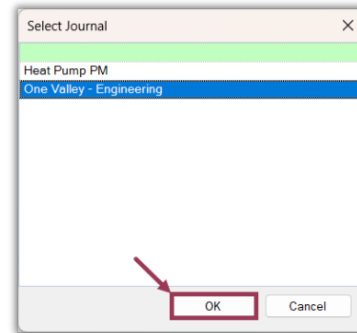 Select Journal
Heat Pump PM
One Valley - Engineering
OK
Cancel